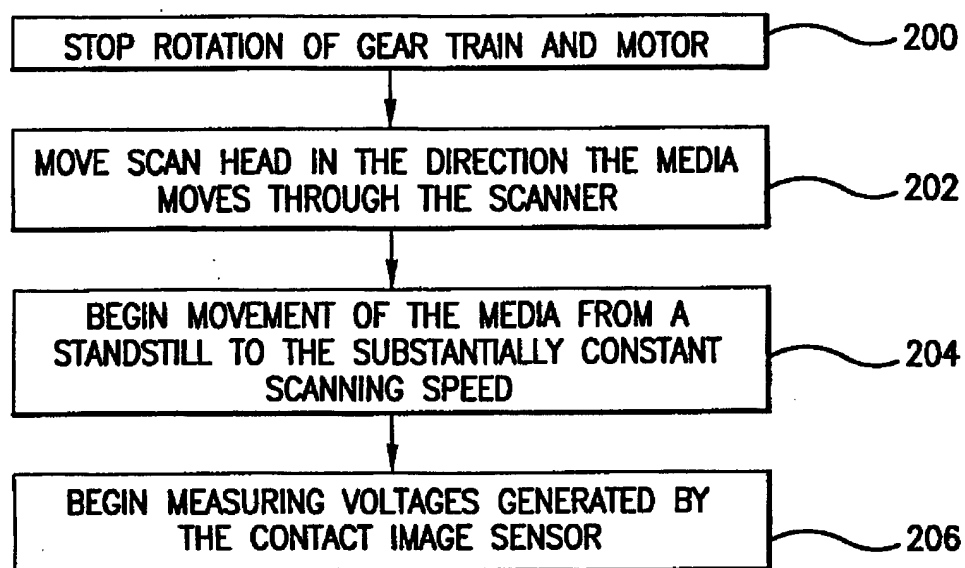 STOP ROTATION OF GEAR TRAIN AND MOTOR
200
MOVE SCAN HEAD IN THE DIRECTION THE MEDIA
MOVES THROUGH THE SCANNER
202
BEGIN MOVEMENT OF THE MEDIA FROM A
STANDSTILL TO THE SUBSTANTIALLY CONSTANT
SCANNING SPEED
204
BEGIN MEASURING VOLTAGES GENERATED BY
THE CONTACT IMAGE SENSOR
206